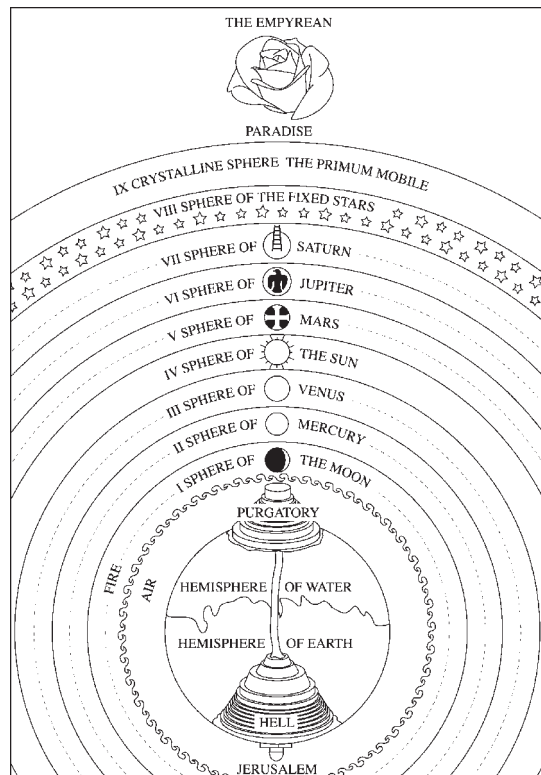 THE EMPYREAN
PARADISE
IX CRYSTALLINE SPHERE THE PRIMUM MOBILE
VIII SPHERE OF THE FIXED STARS
VII SPHERE OF SATURN
VI SPHERE OF JUPITER
V SPHERE OF MARS
IV SPHERE OF THE SUN
III SPHERE OF VENUS
II SPHERE OF MERCURY
I SPHERE OF THE MOON
PURGATORY
FIRE
AIR
HEMISPHERE OF WATER
HEMISPHERE OF EARTH
HELL
JERUSALEM